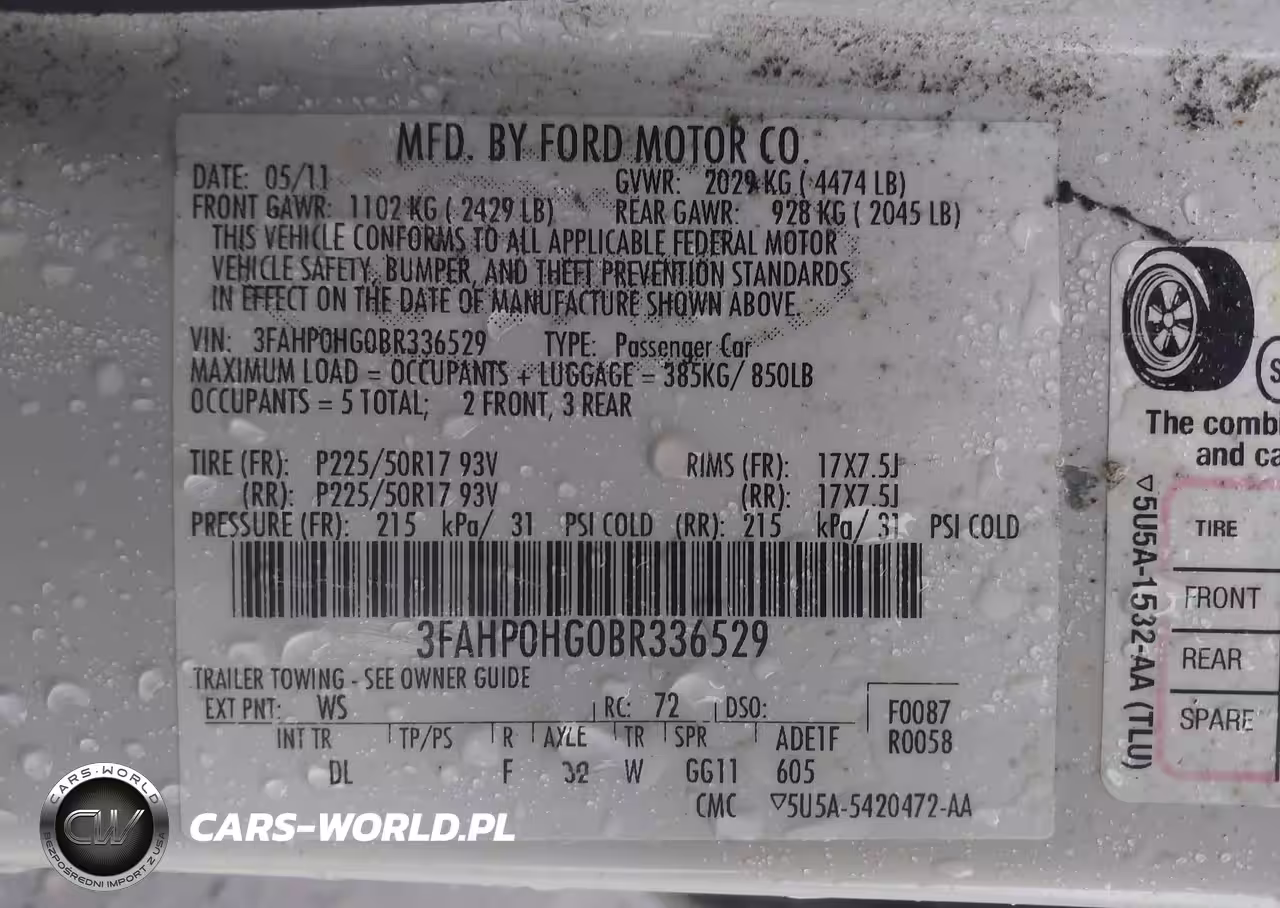 MFD. BY FORD MOTOR CO.
DATE: 05/11 GVWR: 2029 KG ( 4474 LB)
FRONT GAWR: 1102 KG ( 2429 LB) REAR GAWR: 928 KG ( 2045 LB)
THIS VEHICLE CONFORMS TO ALL APPLICABLE FEDERAL MOTOR
VEHICLE SAFETY, BUMPER, AND THEFT PREVENTION STANDARDS
IN EFFECT ON THE DATE OF MANUFACTURE SHOWN ABOVE.
VIN: 3FAHP0HG0BR336529 TYPE: Passenger Car
MAXIMUM LOAD = OCCUPANTS + LUGGAGE = 385KG/ 850LB
OCCUPANTS = 5 TOTAL; 2 FRONT, 3 REAR
TIRE (FR): P225/50R17 93V RIMS (FR): 17X7.5J
(RR): P225/50R17 93V (RR): 17X7.5J
PRESSURE (FR): 215 kPa/ 31 PSI COLD (RR): 215 kPa/ 31 PSI COLD
3FAHP0HG0BR336529
TRAILER TOWING - SEE OWNER GUIDE
EXT PNT: WS RC: 72 DSO:
F0087
R0058
INT TR TP/PS R AXLE TR SPR ADE1F
DL F 32 W GG11 605
CMC ▽5U5A-5420472-AA
The comb
and ca
▽5U5A-1532-AA (TLU)
TIRE
FRONT
REAR
SPARE
CARS-WORLD
CW
BEZPOŚREDNI IMPORT Z USA
CARS-WORLD.PL